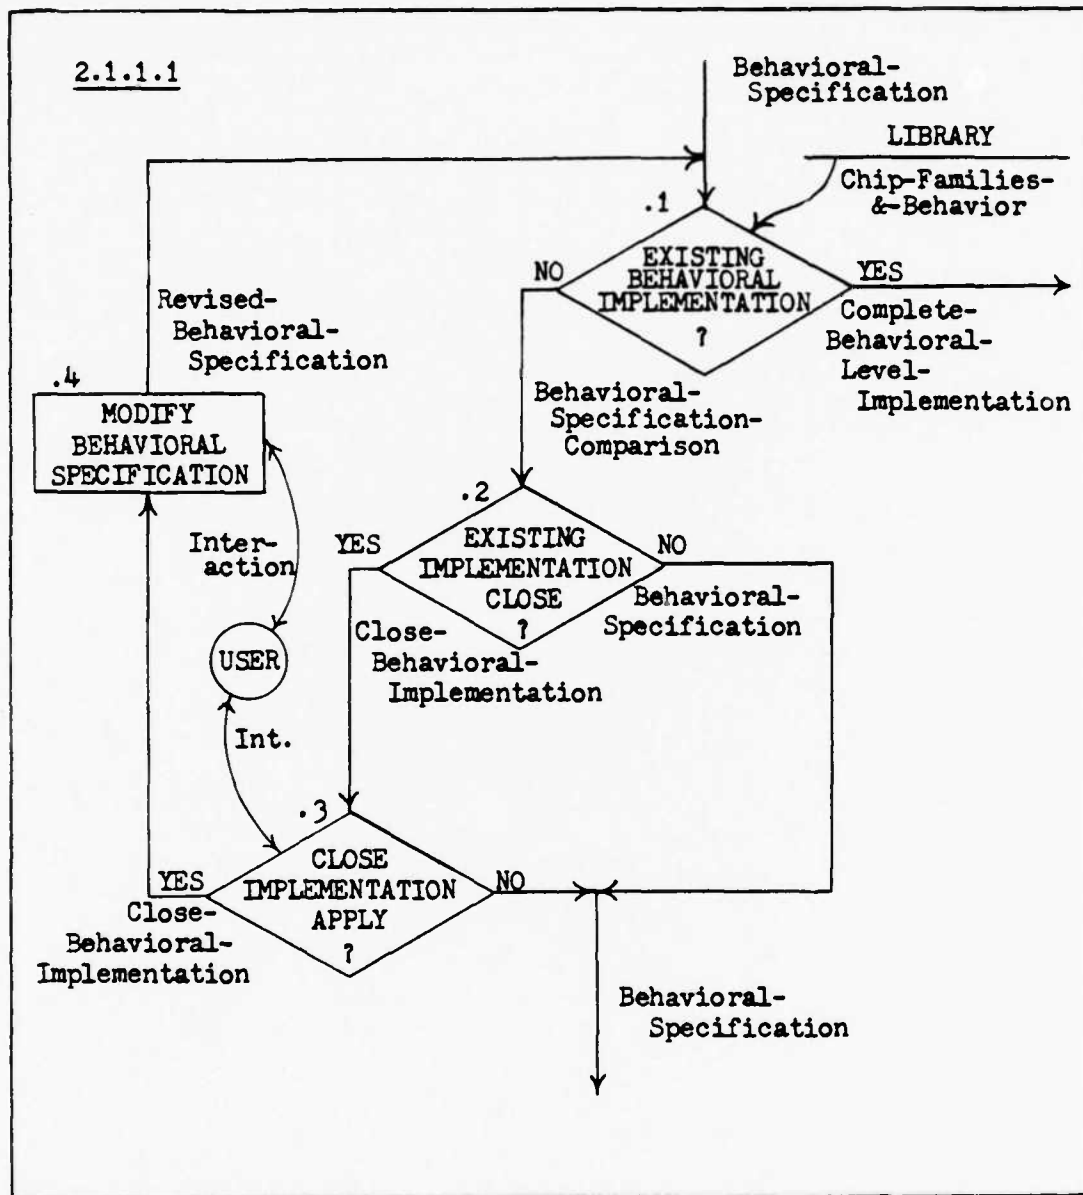 2.1.1.1
Behavioral-
Specification
LIBRARY
Chip-Families-
&-Behavior
.1
EXISTING
BEHAVIORAL
IMPLEMENTATION
?
NO
YES
Complete-
Behavioral-
Level-
Implementation
Revised-
Behavioral-
Specification
.4
MODIFY
BEHAVIORAL
SPECIFICATION
Behavioral-
Specification-
Comparison
.2
EXISTING
IMPLEMENTATION
CLOSE
?
YES
NO
Behavioral-
Specification
Inter-
action
USER
Int.
Close-
Behavioral-
Implementation
.3
CLOSE
IMPLEMENTATION
APPLY
?
YES
NO
Close-
Behavioral-
Implementation
Behavioral-
Specification